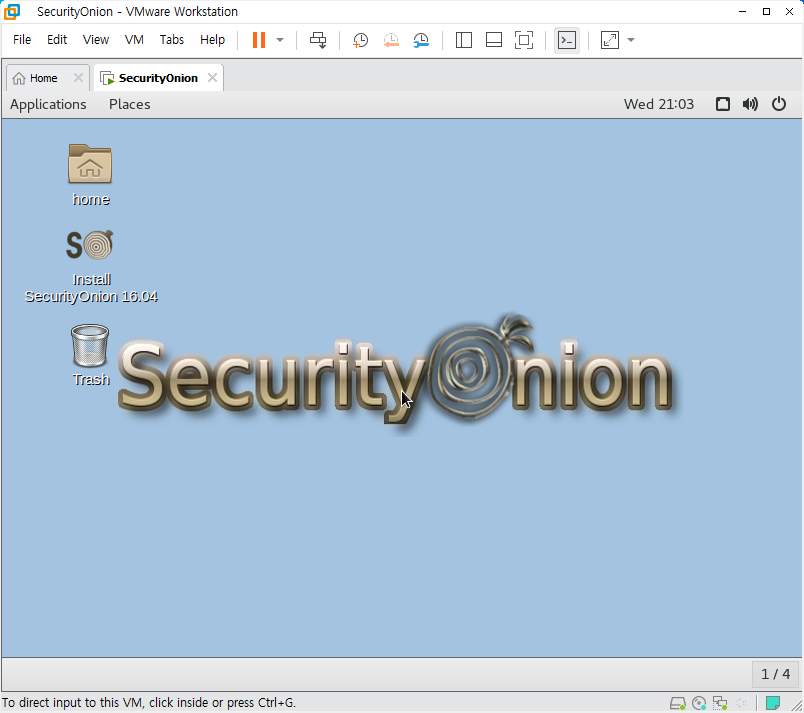 SecurityOnion - VMware Workstation
File Edit View VM Tabs Help
Home SecurityOnion
Applications Places Wed 21:03
home
SO
Install
SecurityOnion 16.04
Trash
SecurityOnion
1 / 4
To direct input to this VM, click inside or press Ctrl+G.